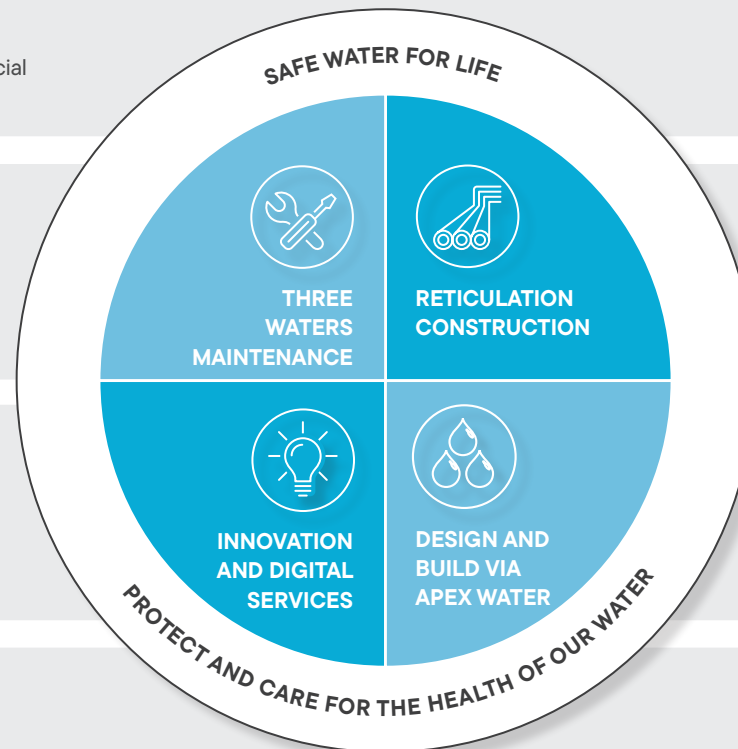 SAFE WATER FOR LIFE
THREE
WATERS
MAINTENANCE
RETICULATION
CONSTRUCTION
INNOVATION
AND DIGITAL
SERVICES
DESIGN AND
BUILD VIA
APEX WATER
PROTECT AND CARE FOR THE HEALTH OF OUR WATER